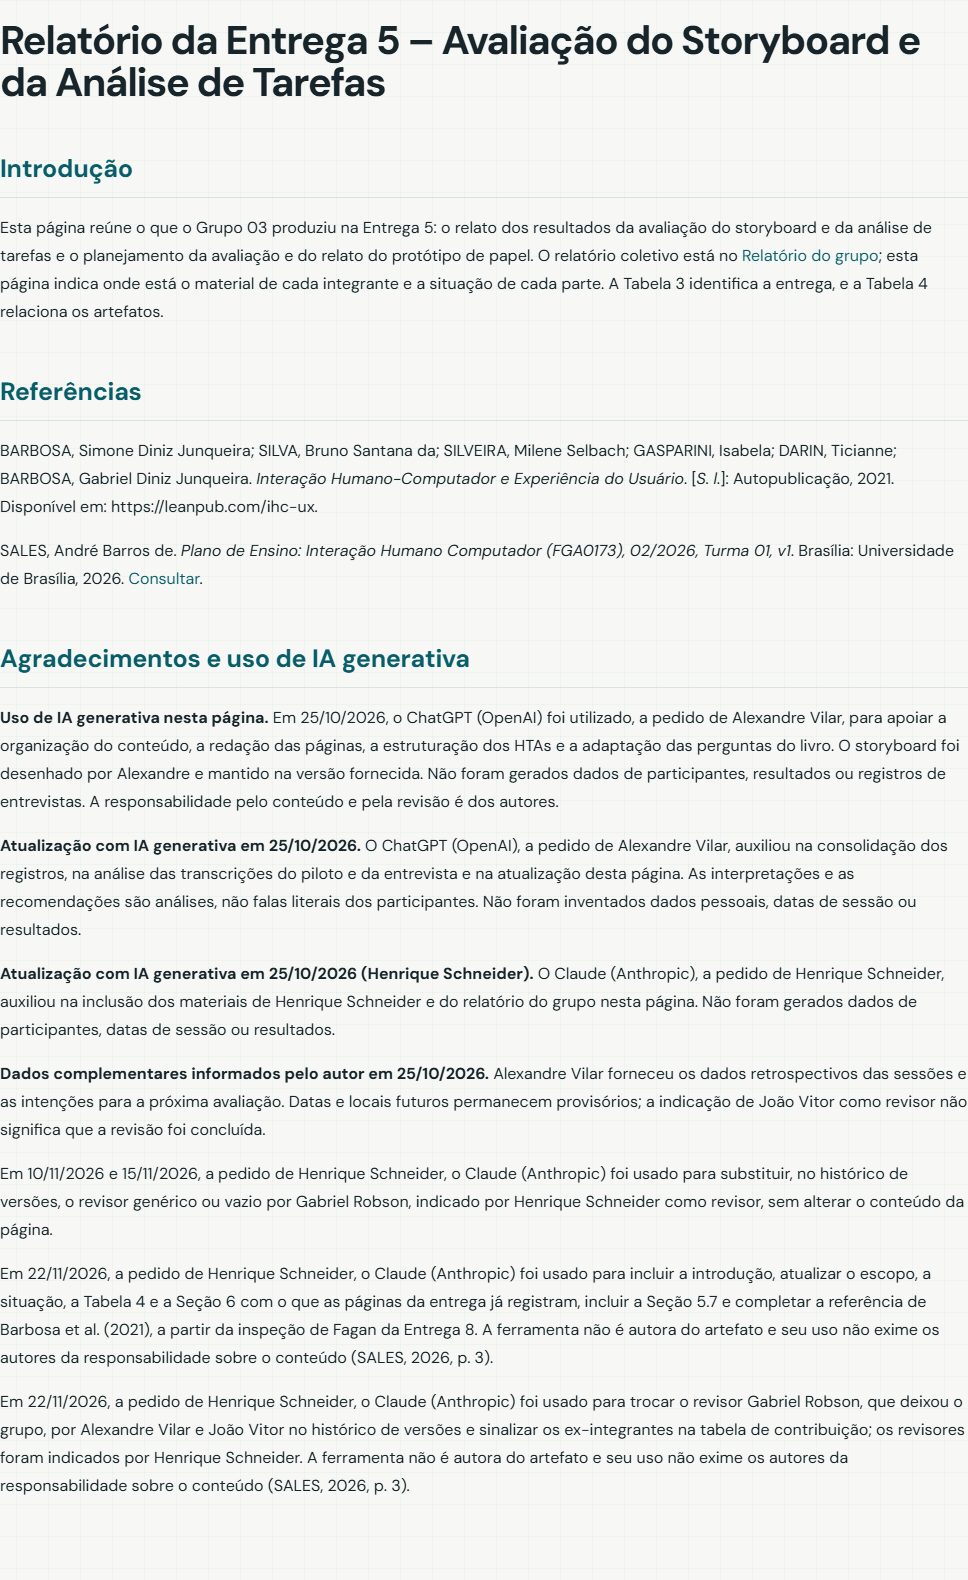 Relatório da Entrega 5 – Avaliação do Storyboard e
da Análise de Tarefas
Introdução
Esta página reúne o que o Grupo 03 produziu na Entrega 5: o relato dos resultados da avaliação do storyboard e da análise de
tarefas e o planejamento da avaliação e do relato do protótipo de papel. O relatório coletivo está no Relatório do grupo; esta
página indica onde está o material de cada integrante e a situação de cada parte. A Tabela 3 identifica a entrega, e a Tabela 4
relaciona os artefatos.
Referências
BARBOSA, Simone Diniz Junqueira; SILVA, Bruno Santana da; SILVEIRA, Milene Selbach; GASPARINI, Isabela; DARIN, Ticianne;
BARBOSA, Gabriel Diniz Junqueira. Interação Humano-Computador e Experiência do Usuário. [S. l.]: Autopublicação, 2021.
Disponível em: https://leanpub.com/ihc-ux.
SALES, André Barros de. Plano de Ensino: Interação Humano Computador (FGA0173), 02/2026, Turma 01, v1. Brasília: Universidade
de Brasília, 2026. Consultar.
Agradecimentos e uso de IA generativa
Uso de IA generativa nesta página. Em 25/10/2026, o ChatGPT (OpenAI) foi utilizado, a pedido de Alexandre Vilar, para apoiar a
organização do conteúdo, a redação das páginas, a estruturação dos HTAs e a adaptação das perguntas do livro. O storyboard foi
desenhado por Alexandre e mantido na versão fornecida. Não foram gerados dados de participantes, resultados ou registros de
entrevistas. A responsabilidade pelo conteúdo e pela revisão é dos autores.
Atualização com IA generativa em 25/10/2026. O ChatGPT (OpenAI), a pedido de Alexandre Vilar, auxiliou na consolidação dos
registros, na análise das transcrições do piloto e da entrevista e na atualização desta página. As interpretações e as
recomendações são análises, não falas literais dos participantes. Não foram inventados dados pessoais, datas de sessão ou
resultados.
Atualização com IA generativa em 25/10/2026 (Henrique Schneider). O Claude (Anthropic), a pedido de Henrique Schneider,
auxiliou na inclusão dos materiais de Henrique Schneider e do relatório do grupo nesta página. Não foram gerados dados de
participantes, datas de sessão ou resultados.
Dados complementares informados pelo autor em 25/10/2026. Alexandre Vilar forneceu os dados retrospectivos das sessões e
as intenções para a próxima avaliação. Datas e locais futuros permanecem provisórios; a indicação de João Vitor como revisor não
significa que a revisão foi concluída.
Em 10/11/2026 e 15/11/2026, a pedido de Henrique Schneider, o Claude (Anthropic) foi usado para substituir, no histórico de
versões, o revisor genérico ou vazio por Gabriel Robson, indicado por Henrique Schneider como revisor, sem alterar o conteúdo da
página.
Em 22/11/2026, a pedido de Henrique Schneider, o Claude (Anthropic) foi usado para incluir a introdução, atualizar o escopo, a
situação, a Tabela 4 e a Seção 6 com o que as páginas da entrega já registram, incluir a Seção 5.7 e completar a referência de
Barbosa et al. (2021), a partir da inspeção de Fagan da Entrega 8. A ferramenta não é autora do artefato e seu uso não exime os
autores da responsabilidade sobre o conteúdo (SALES, 2026, p. 3).
Em 22/11/2026, a pedido de Henrique Schneider, o Claude (Anthropic) foi usado para trocar o revisor Gabriel Robson, que deixou o
grupo, por Alexandre Vilar e João Vitor no histórico de versões e sinalizar os ex-integrantes na tabela de contribuição; os revisores
foram indicados por Henrique Schneider. A ferramenta não é autora do artefato e seu uso não exime os autores da
responsabilidade sobre o conteúdo (SALES, 2026, p. 3).